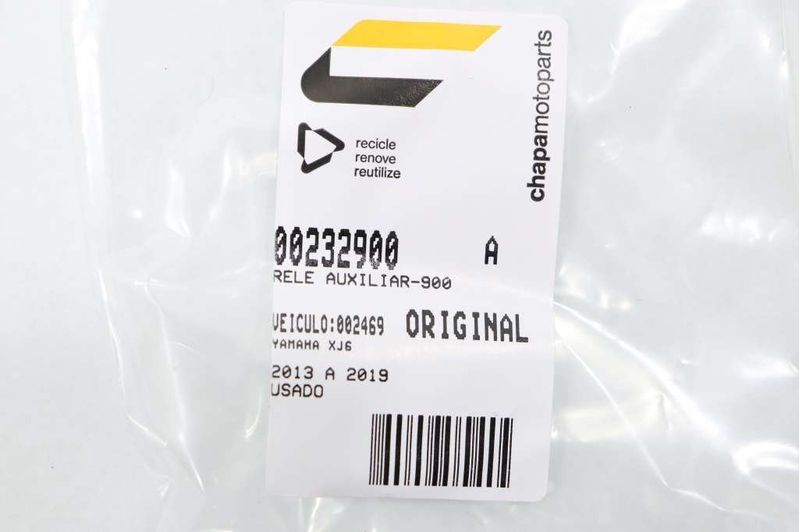 chapamotoparts
recicle
renove
reutilize
00232900 A
RELE AUXILIAR-900
VEICULO:002469 ORIGINAL
YAMAHA XJ6
2013 A 2019
USADO